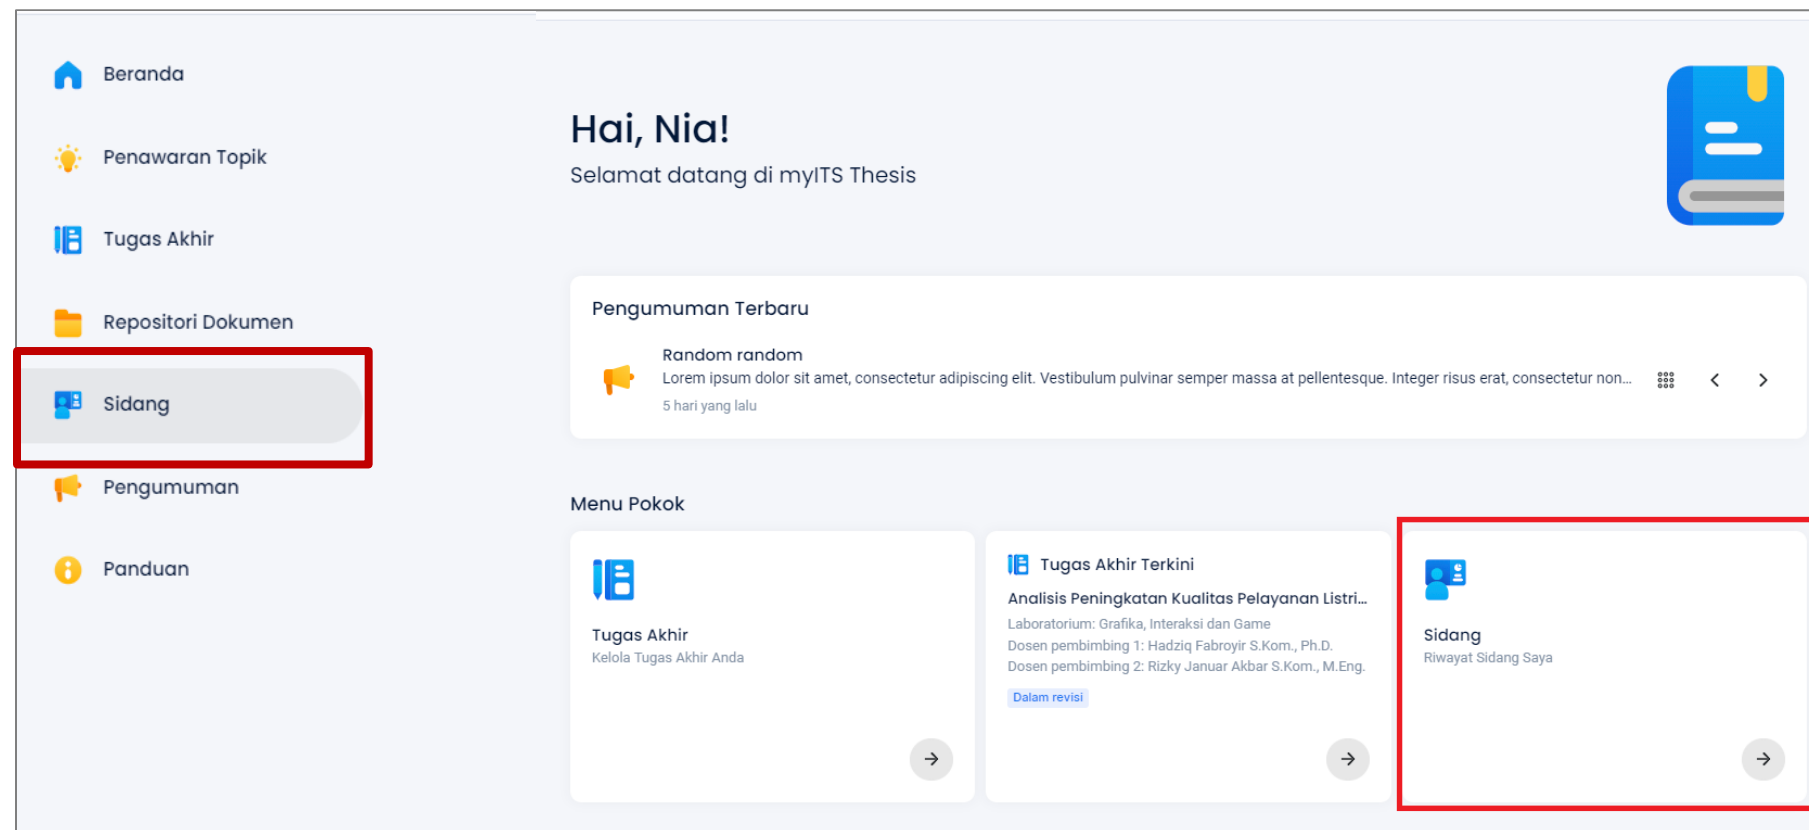 Beranda
Penawaran Topik
Tugas Akhir
Repositori Dokumen
Sidang
Pengumuman
Panduan
Hai, Nia!
Selamat datang di myITS Thesis
Pengumuman Terbaru
Random random
Lorem ipsum dolor sit amet, consectetur adipiscing elit. Vestibulum pulvinar semper massa at pellentesque. Integer risus erat, consectetur non...
5 hari yang lalu
Menu Pokok
Tugas Akhir
Kelola Tugas Akhir Anda
Tugas Akhir Terkini
Analisis Peningkatan Kualitas Pelayanan Listri...
Laboratorium: Grafika, Interaksi dan Game
Dosen pembimbing 1: Hadziq Fabroyir S.Kom., Ph.D.
Dosen pembimbing 2: Rizky Januar Akbar S.Kom., M.Eng.
Dalam revisi
Sidang
Riwayat Sidang Saya